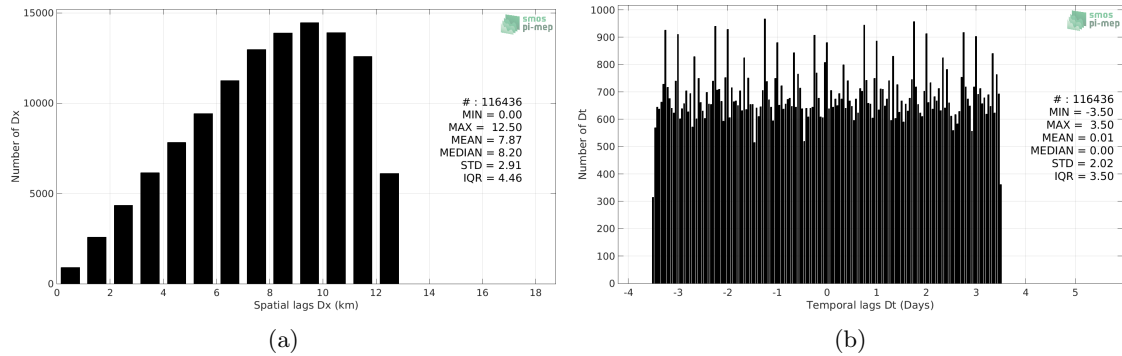 smos
pi-mep
15000
10000
5000
0
Number of Dx
# : 116436
MIN = 0.00
MAX = 12.50
MEAN = 7.87
MEDIAN = 8.20
STD = 2.91
IQR = 4.46
0 2 4 6 8 10 12 14 16 18
Spatial lags Dx (km)
(a)
smos
pi-mep
1000
900
800
700
600
500
400
300
200
100
0
Number of Dt
# : 116436
MIN = -3.50
MAX = 3.50
MEAN = 0.01
MEDIAN = 0.00
STD = 2.02
IQR = 3.50
-4 -3 -2 -1 0 1 2 3 4 5
Temporal lags Dt (Days)
(b)